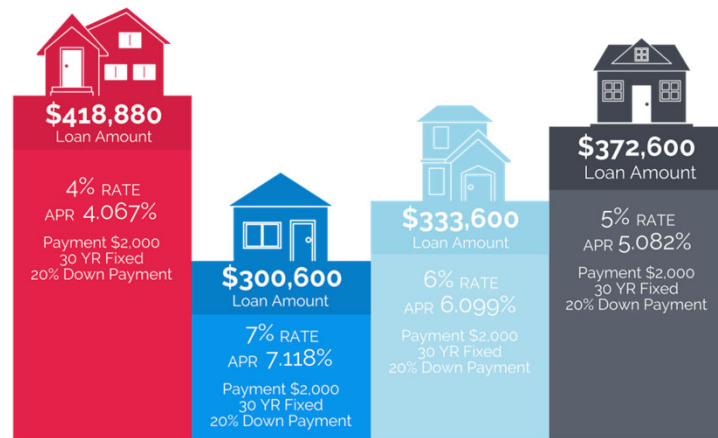 $418,880
Loan Amount
4% RATE
APR 4.067%
Payment $2,000
30 YR Fixed
20% Down Payment
$300,600
Loan Amount
7% RATE
APR 7.118%
Payment $2,000
30 YR Fixed
20% Down Payment
$333,600
Loan Amount
6% RATE
APR 6.099%
Payment $2,000
30 YR Fixed
20% Down Payment
$372,600
Loan Amount
5% RATE
APR 5.082%
Payment $2,000
30 YR Fixed
20% Down Payment